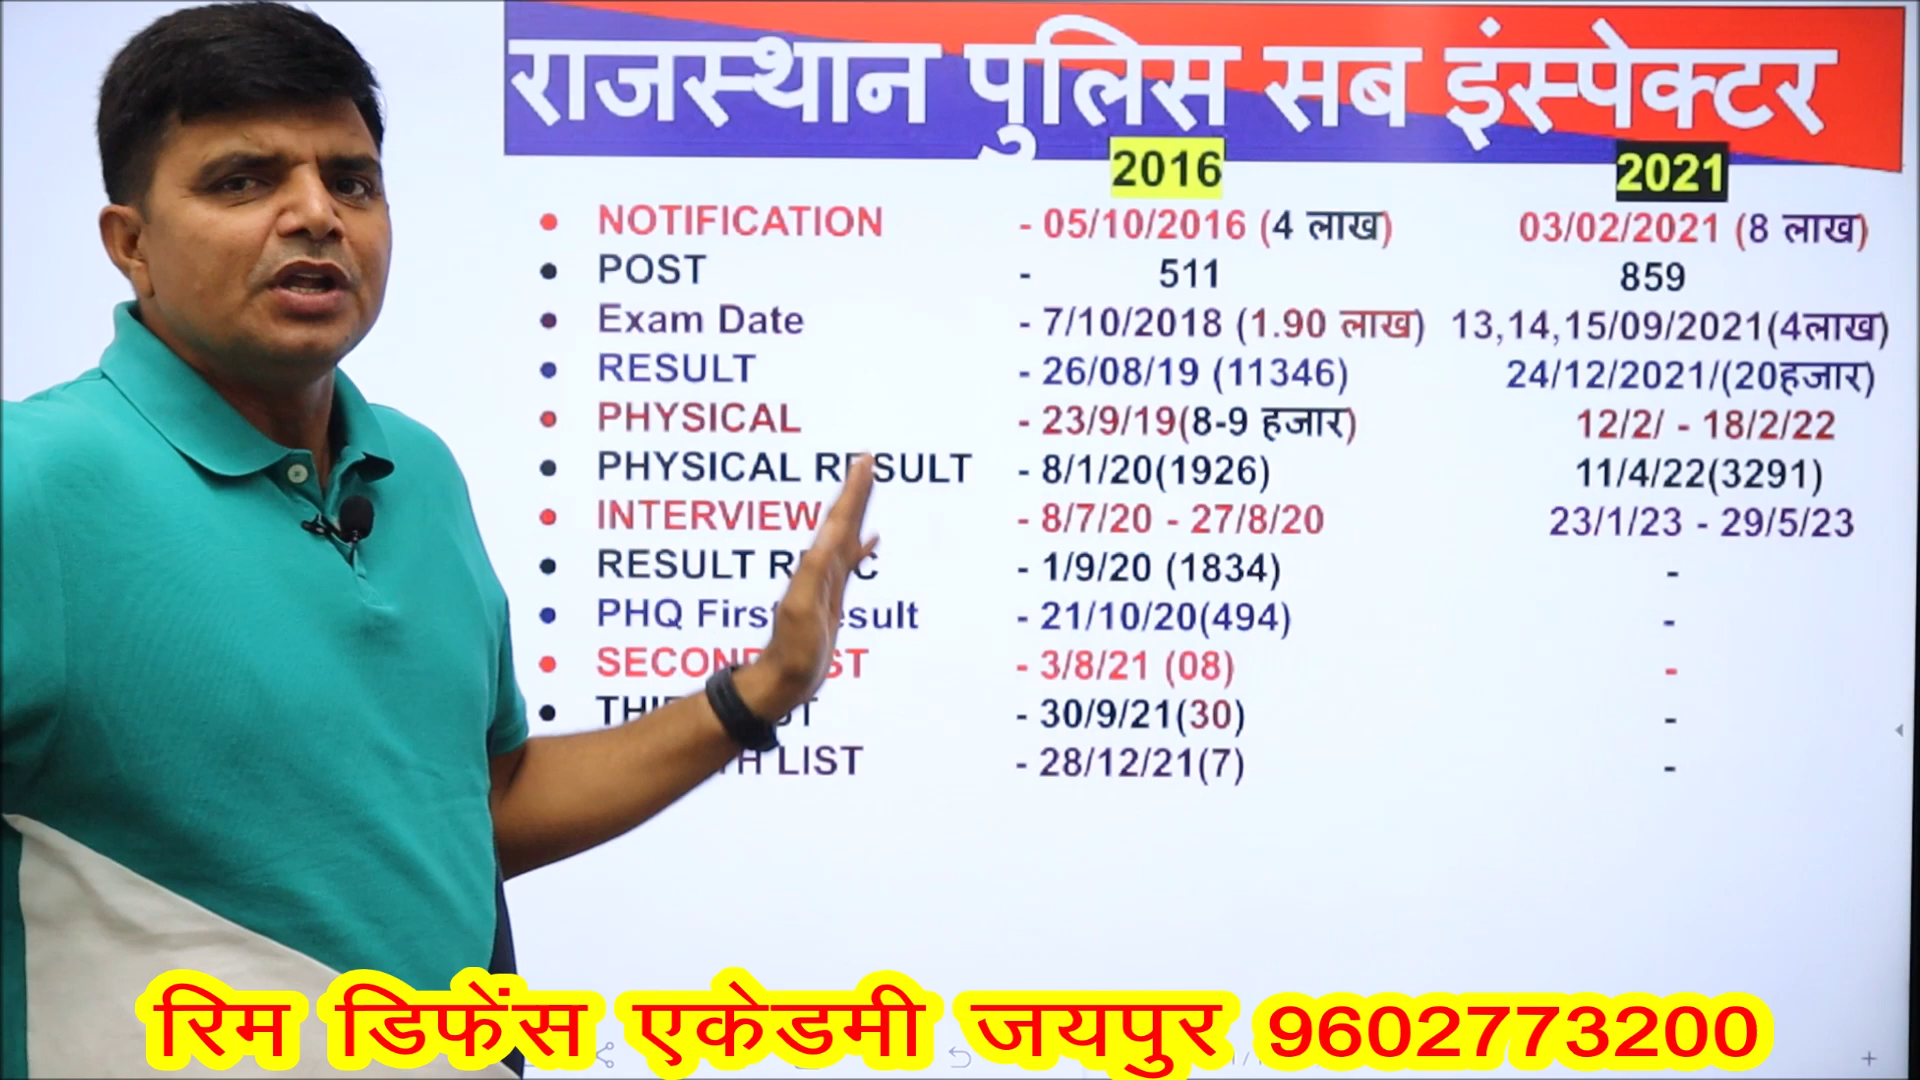 राजस्थान पुलिस सब इंस्पेक्टर
2016 2021
• NOTIFICATION - 05/10/2016 (4 लाख) 03/02/2021 (8 लाख)
• POST - 511 859
• Exam Date - 7/10/2018 (1.90 लाख) 13,14,15/09/2021(4लाख)
• RESULT - 26/08/19 (11346) 24/12/2021/(20हजार)
• PHYSICAL - 23/9/19(8-9 हजार) 12/2/ - 18/2/22
• PHYSICAL RESULT - 8/1/20(1926) 11/4/22(3291)
• INTERVIEW - 8/7/20 - 27/8/20 23/1/23 - 29/5/23
• RESULT - 1/9/20 (1834) -
• PHQ First - 21/10/20(494) -
• - 3/8/21 (08) -
• - 30/9/21(30) -
LIST - 28/12/21(7) -
रिम डिफेंस एकेडमी जयपुर 9602773200